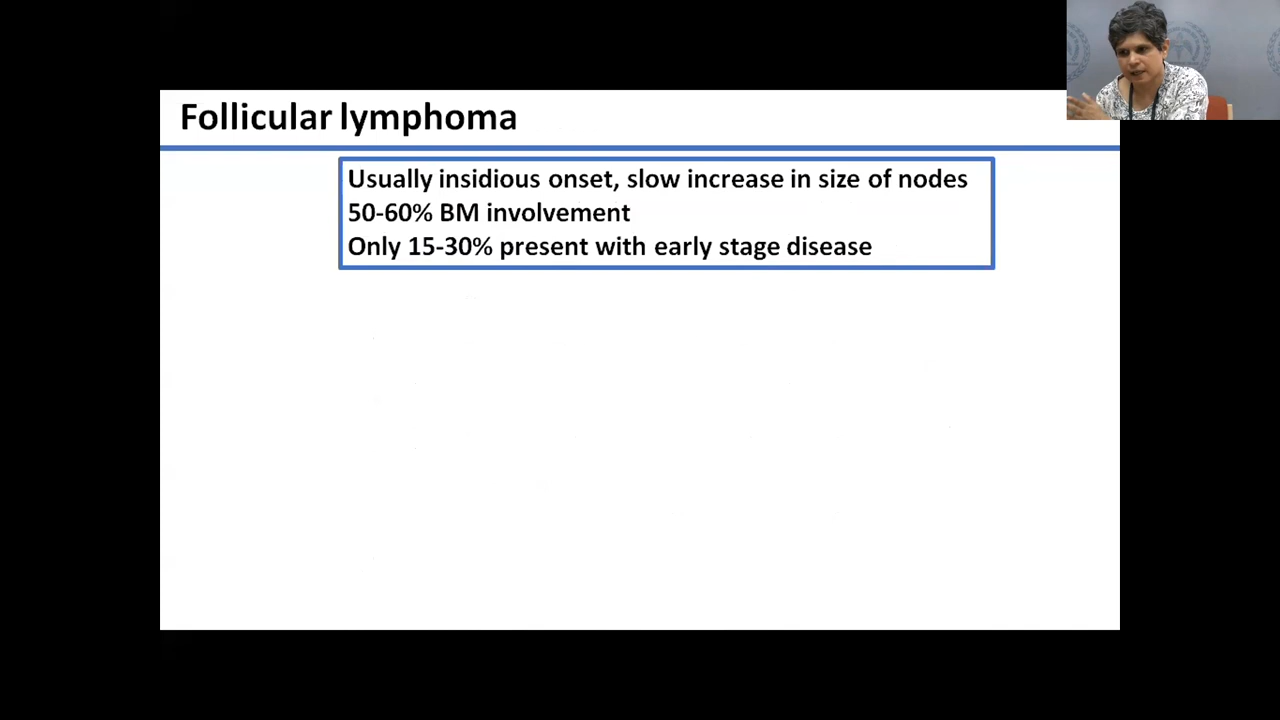 Follicular lymphoma
Usually insidious onset, slow increase in size of nodes
50-60% BM involvement
Only 15-30% present with early stage disease